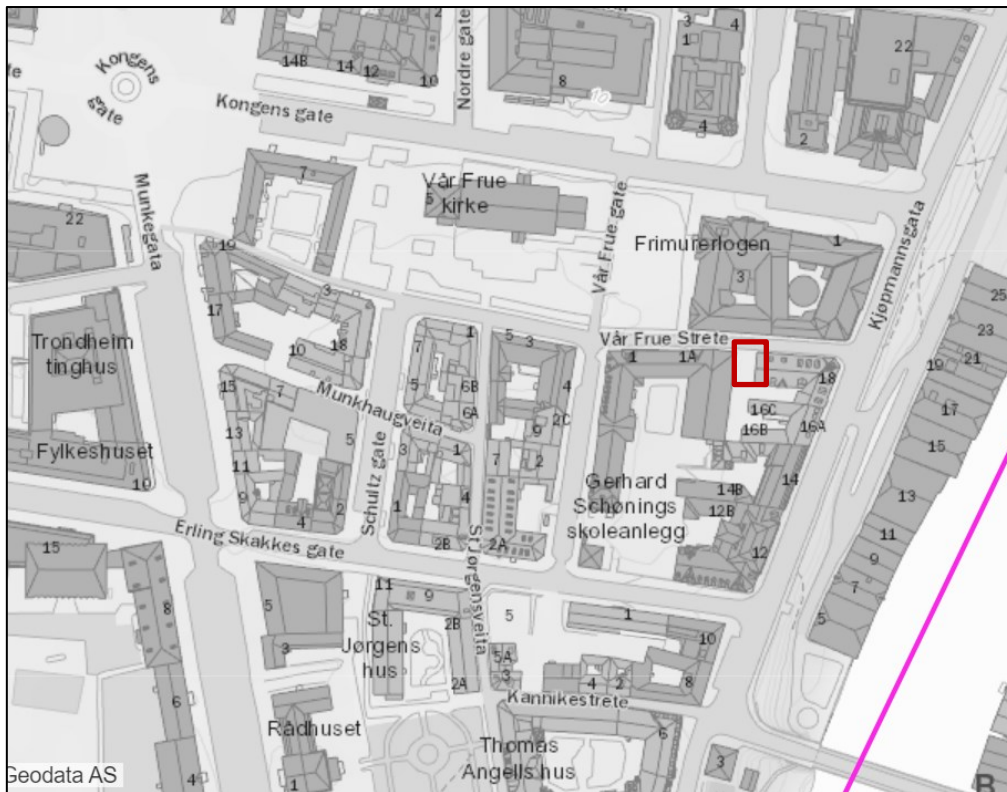 14B
14
12
10
2
Nordre gate
8
10
3
4
1
4
2
22
Kongens
gate
Kongens gate
7
Vår Frue
kirke
5
Vår Frue gate
Frimurerlogen
1
3
Kjøpmannsgata
25
23
21
19
17
15
13
11
9
7
5
22
Munkegata
19
17
3
18
10
Trondheim
tinghus
Fylkeshuset
10
15
7
13
11
9
5
4
2
Munkhaugveita
Schultz gate
1
7
5
6B
6A
3
1
4
1
2B
5
3
4
2C
9
2
7
2A
St Jørgensveita
Vår Frue Strete
1
1A
18
16C
16B
16A
14
14B
12B
12
Gerhard
Schønings
skoleanlegg
Erling Skakkes gate
15
8
6
4
5
3
Rådhuset
1
11
9
St.
Jørgens
hus
2B
2A
5
5A
3
1
10
4
2
8
Kannikestrete
6
Thomas
Angells hus
3
B
Geodata AS